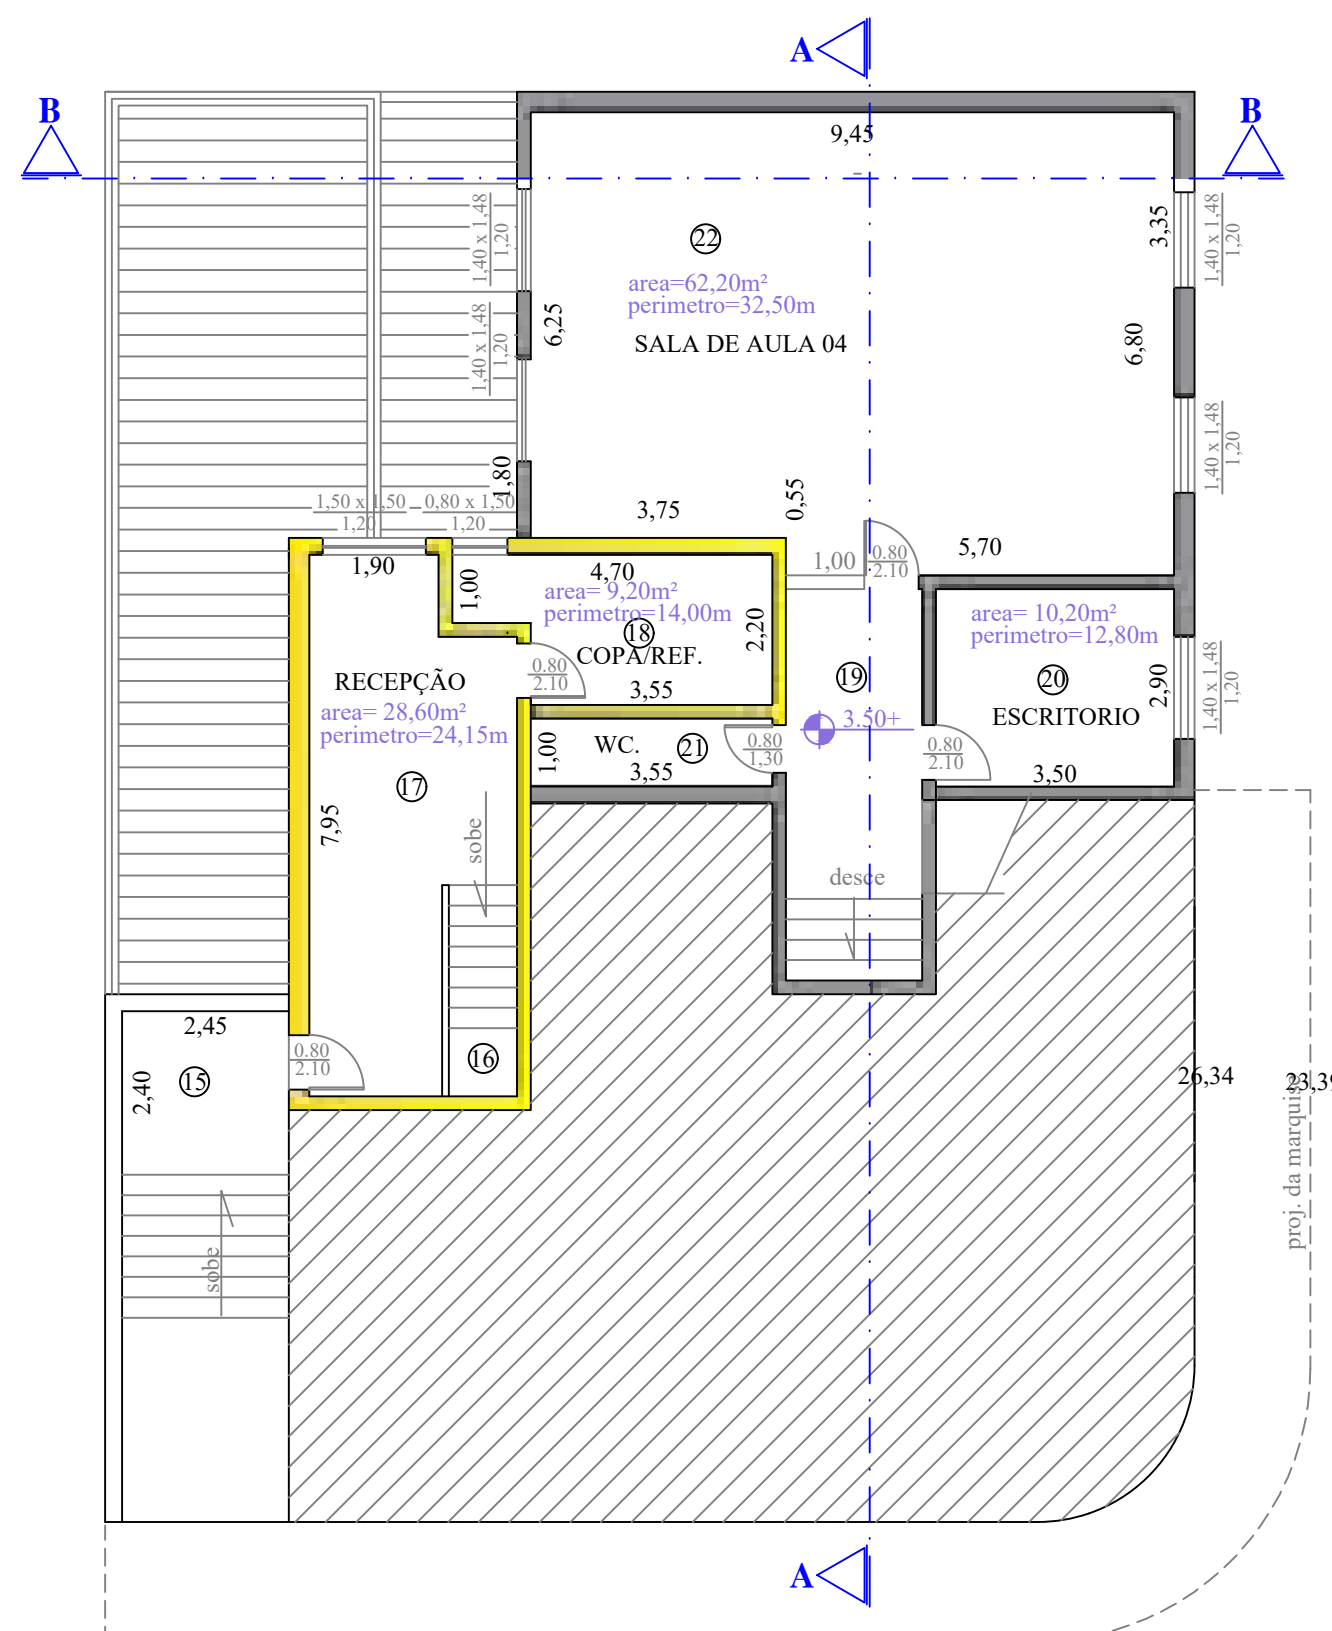 A
B
B
9,45
1,40 x 1,48
1,20
3,35
1,40 x 1,48
1,20
22
area=62,20m²
perimetro=32,50m
SALA DE AULA 04
6,25
6,80
1,40 x 1,48
1,20
1,40 x 1,48
1,20
1,80
1,50 x 1,50
1,20
0,80 x 1,50
1,20
3,75
0,55
5,70
1,00
0.80
2.10
1,90
1,00
4,70
area= 9,20m²
perimetro=14,00m
18
COPA/REF.
2,20
3,55
area= 10,20m²
perimetro=12,80m
20
ESCRITORIO
2,90
1,40 x 1,48
1,20
3,50
RECEPÇÃO
area= 28,60m²
perimetro=24,15m
17
7,95
0.80
2.10
19
3.50+
WC.
21
1,00
3,55
0.80
1,30
0.80
2.10
sobe
desce
2,45
15
2,40
0.80
2.10
16
26,34
23,39
proj. da marquise
sobe
A